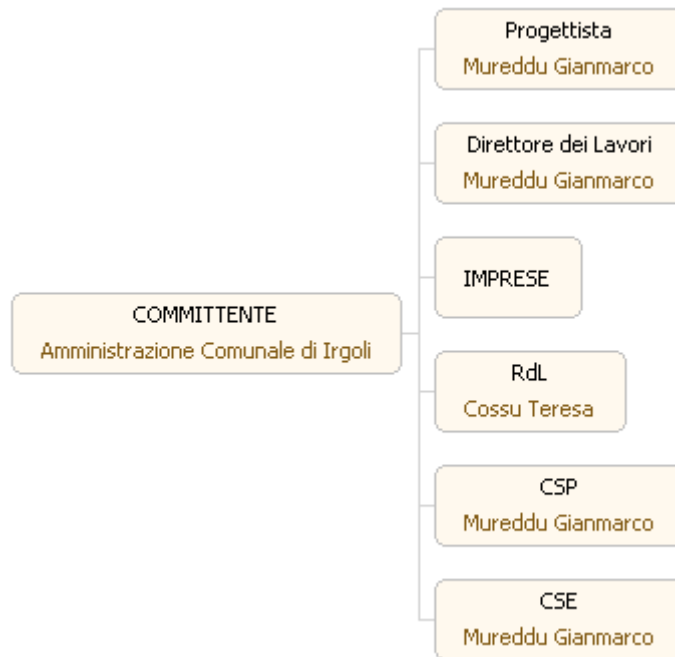 Progettista
Mureddu Gianmarco
Direttore dei Lavori
Mureddu Gianmarco
IMPRESE
COMMITTENTE
Amministrazione Comunale di Irgoli
RdL
Cossu Teresa
CSP
Mureddu Gianmarco
CSE
Mureddu Gianmarco